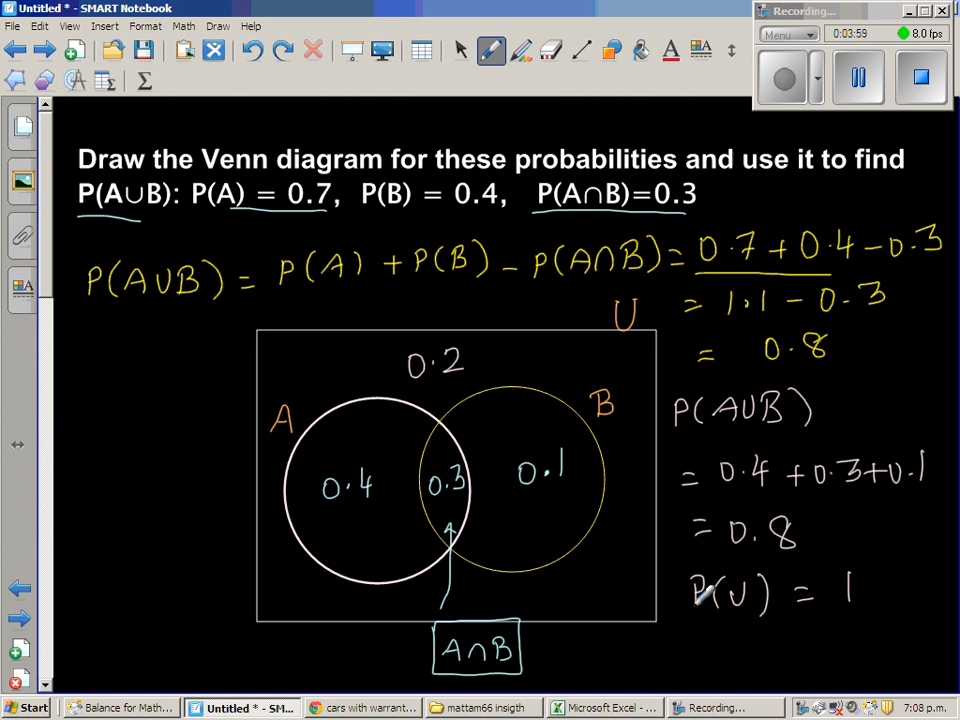 Untitled * - SMART Notebook
File Edit View Insert Format Math Draw Help
Recording...
Menu 0:03:59 8.0 fps
Draw the Venn diagram for these probabilities and use it to find
P(A∪B): P(A) = 0.7, P(B) = 0.4, P(A∩B)=0.3
P(A∪B) = P(A) + P(B) - P(A∩B) = 0.7 + 0.4 - 0.3
= 1.1 - 0.3
= 0.8
U
0.2
A
B
0.4
0.3
0.1
A∩B
P(A∪B)
= 0.4 + 0.3 + 0.1
= 0.8
P(U) = 1
Start
Balance for Math...
Untitled * - SM...
cars with warrant...
mattam66 insigth
Microsoft Excel - ...
Recording...
7:08 p.m.